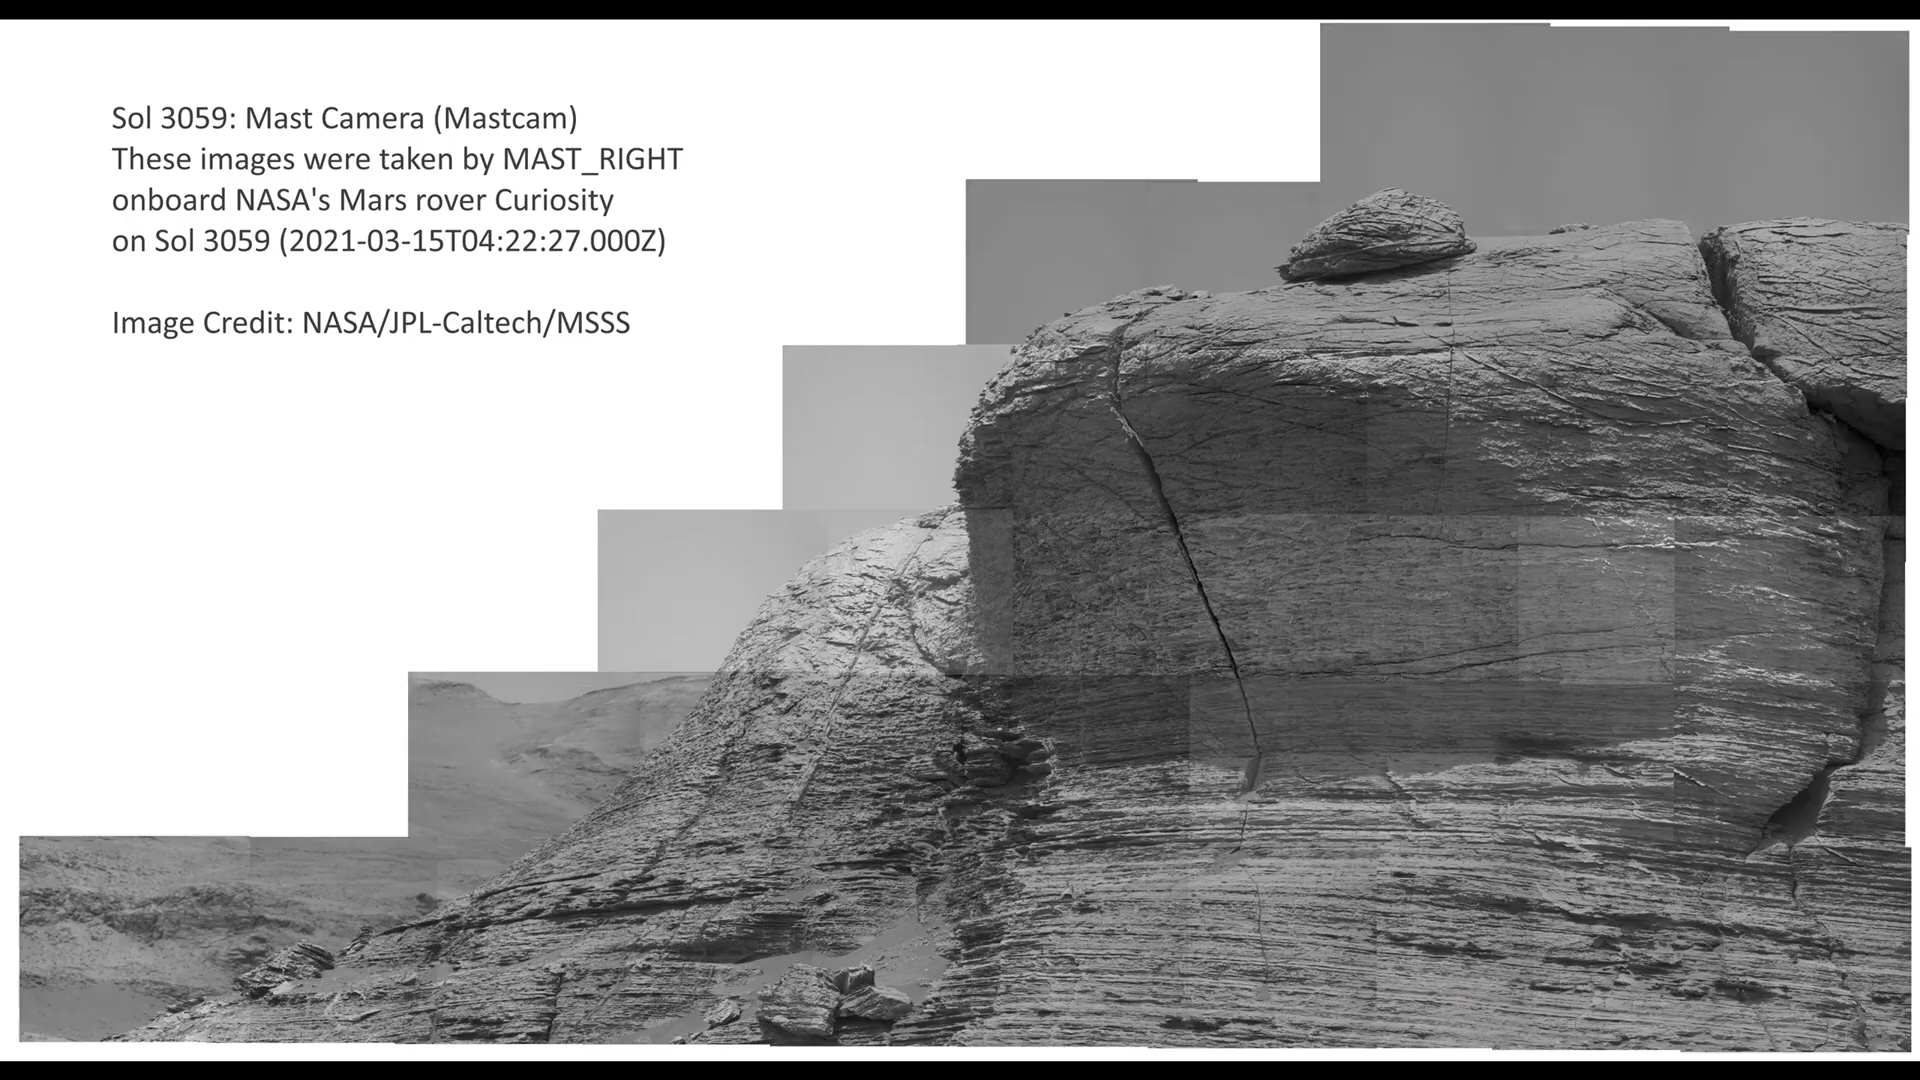 Sol 3059: Mast Camera (Mastcam)
These images were taken by MAST_RIGHT
onboard NASA's Mars rover Curiosity
on Sol 3059 (2021-03-15T04:22:27.000Z)
Image Credit: NASA/JPL-Caltech/MSSS